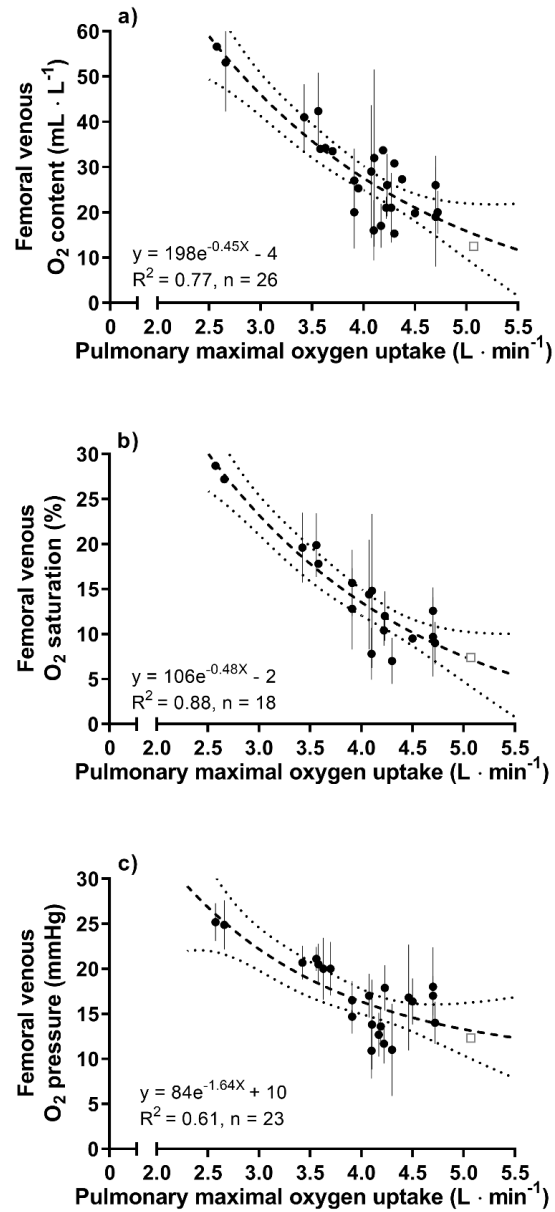 a)
Femoral venous
O₂ content (mL · L⁻¹)
60
50
40
30
20
10
0
y = 198e⁻⁰·⁴⁵ˣ - 4
R² = 0.77, n = 26
0 2.0 2.5 3.0 3.5 4.0 4.5 5.0 5.5
Pulmonary maximal oxygen uptake (L · min⁻¹)
b)
Femoral venous
O₂ saturation (%)
30
25
20
15
10
5
0
y = 106e⁻⁰·⁴⁸ˣ - 2
R² = 0.88, n = 18
0 2.0 2.5 3.0 3.5 4.0 4.5 5.0 5.5
Pulmonary maximal oxygen uptake (L · min⁻¹)
c)
Femoral venous
O₂ pressure (mmHg)
30
25
20
15
10
5
0
y = 84e⁻¹·⁶⁴ˣ + 10
R² = 0.61, n = 23
0 2.0 2.5 3.0 3.5 4.0 4.5 5.0 5.5
Pulmonary maximal oxygen uptake (L · min⁻¹)